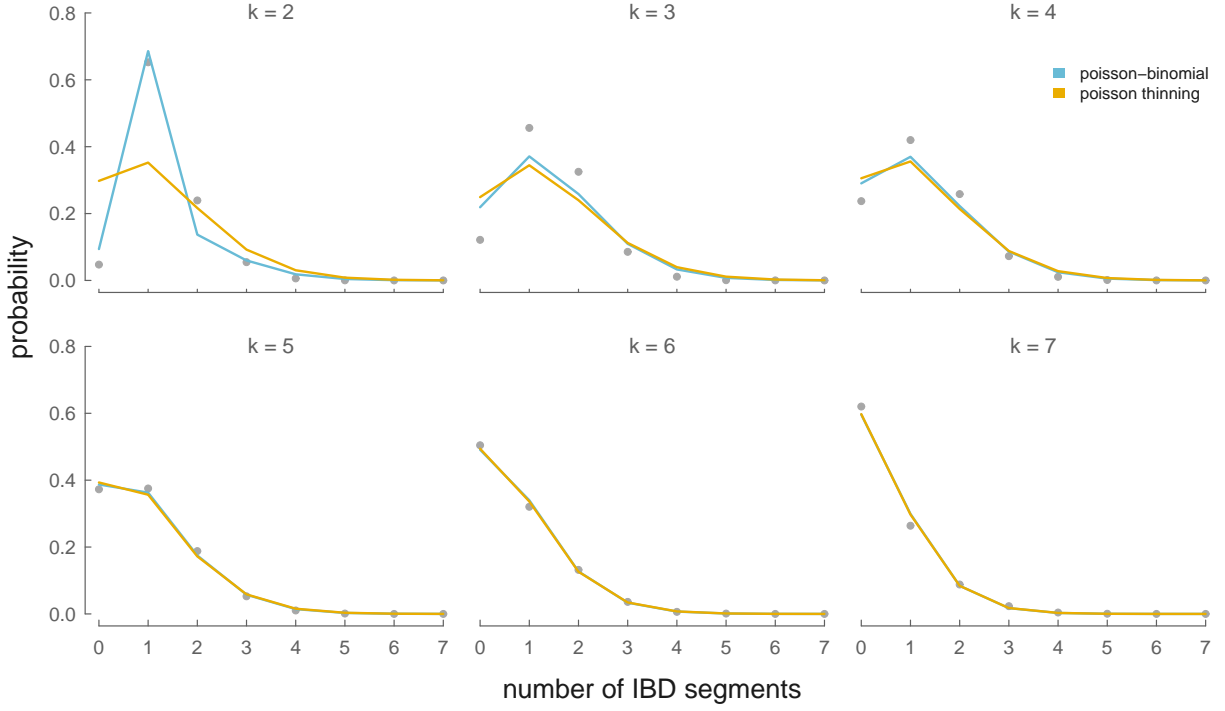 k = 2
k = 3
k = 4
0.8
0.6
0.4
0.2
0.0
poisson−binomial
poisson thinning
probability
k = 5
k = 6
k = 7
0.8
0.6
0.4
0.2
0.0
0 1 2 3 4 5 6 7
0 1 2 3 4 5 6 7
0 1 2 3 4 5 6 7
number of IBD segments